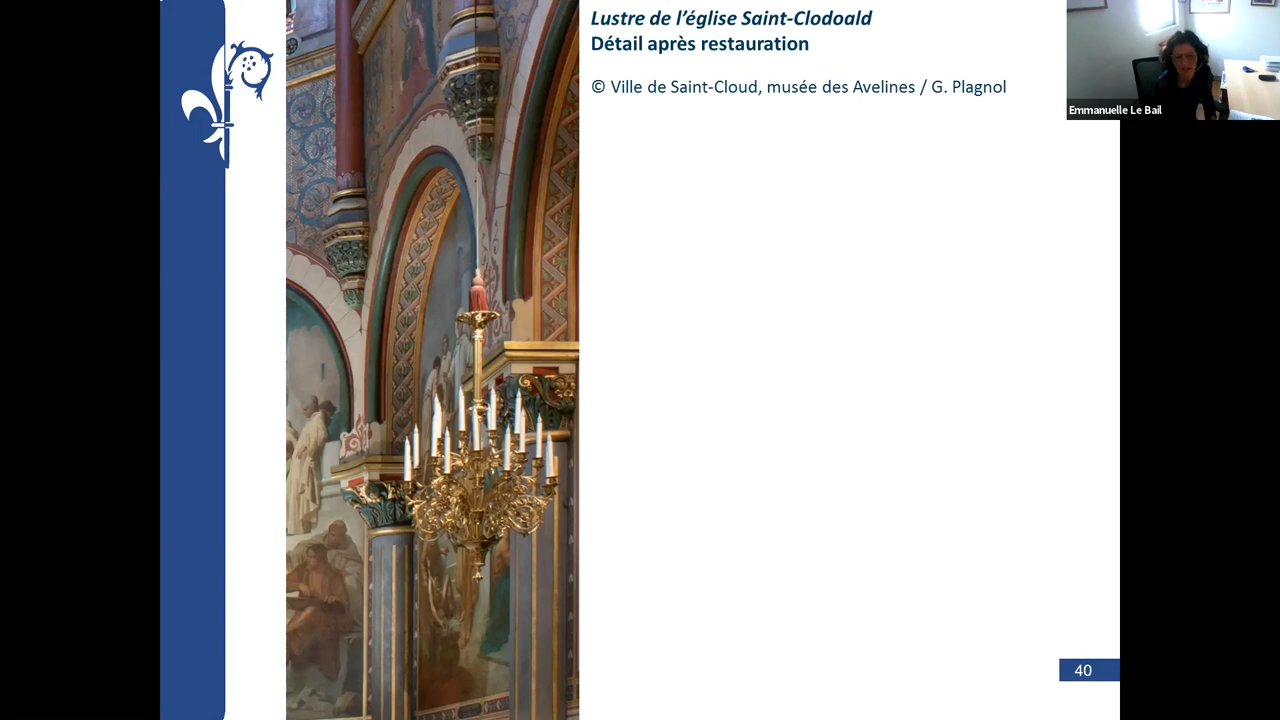 Lustre de l’église Saint-Clodoald
Détail après restauration
© Ville de Saint-Cloud, musée des Avelines / G. Plagnol
Emmanuelle Le Bail
40